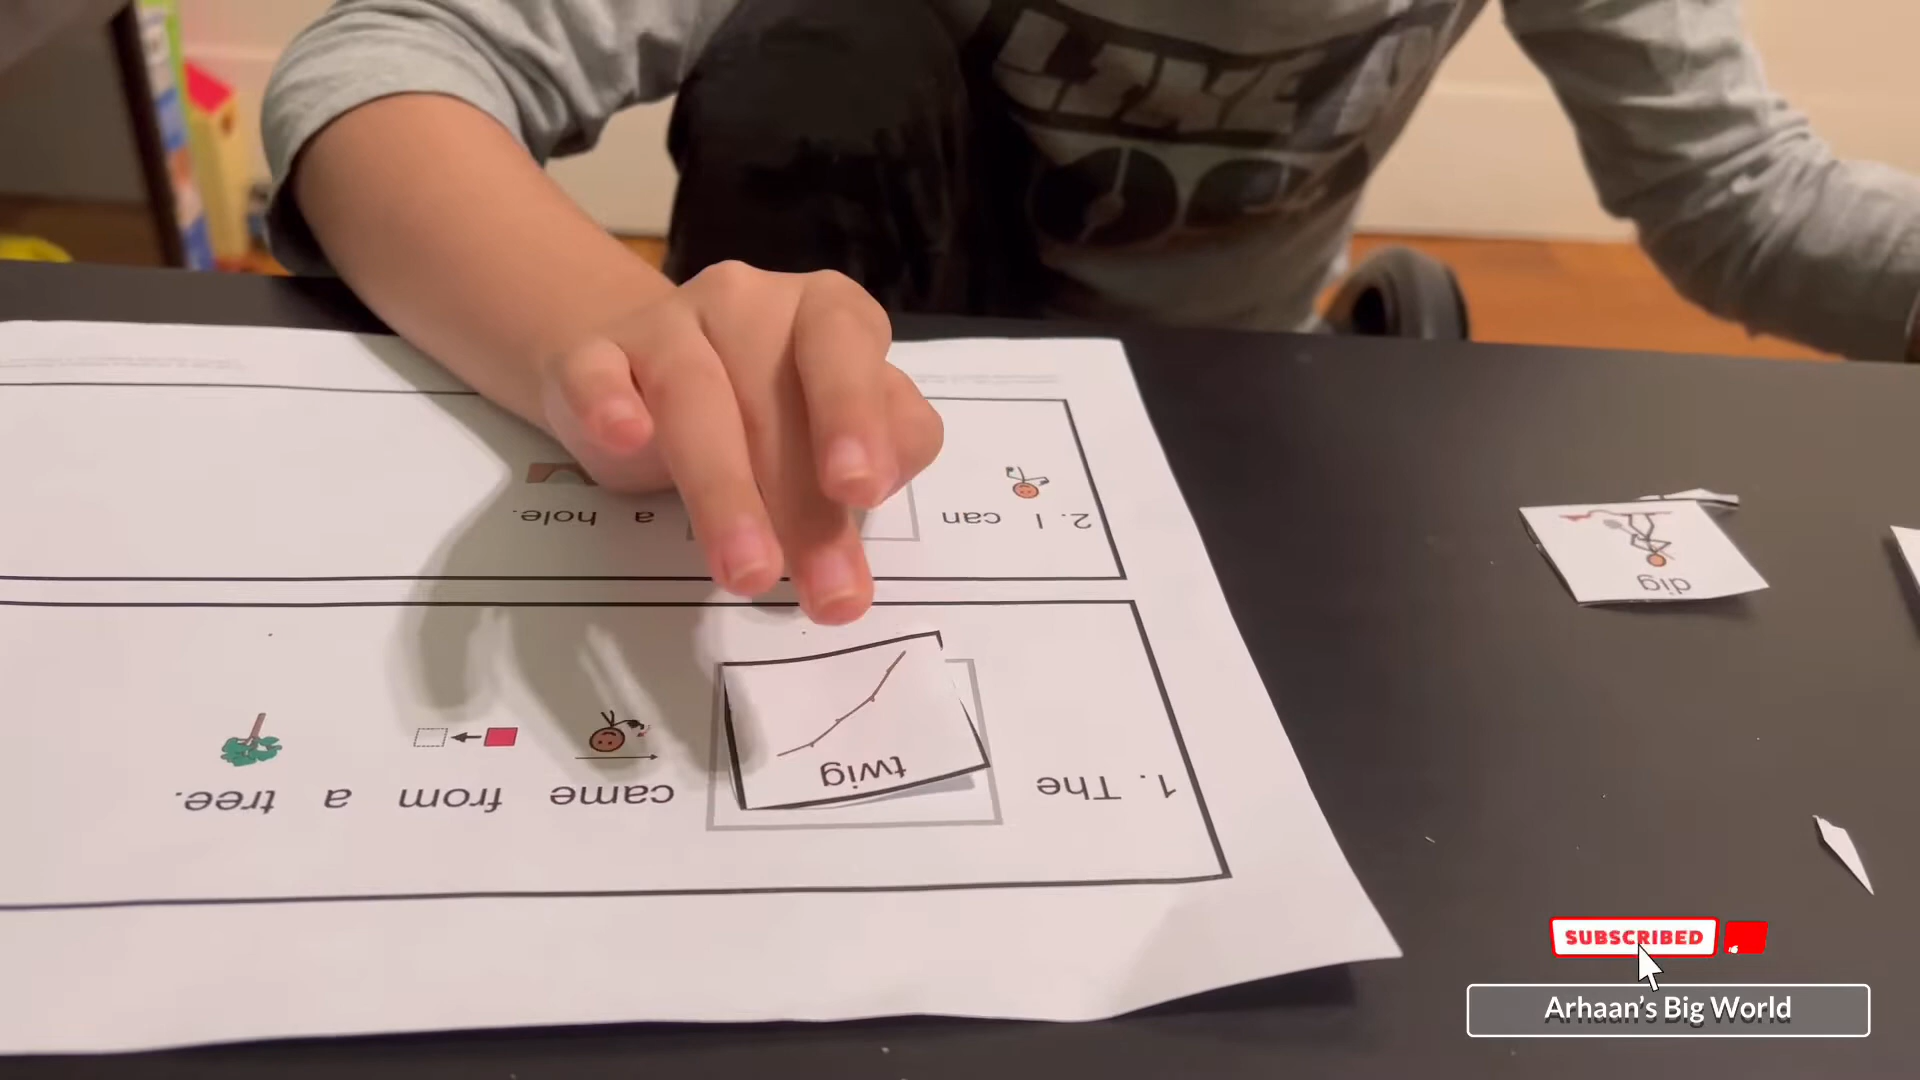 1. The twig came from a tree.
2. I can a hole.
dig
SUBSCRIBED
Arhaan's Big World